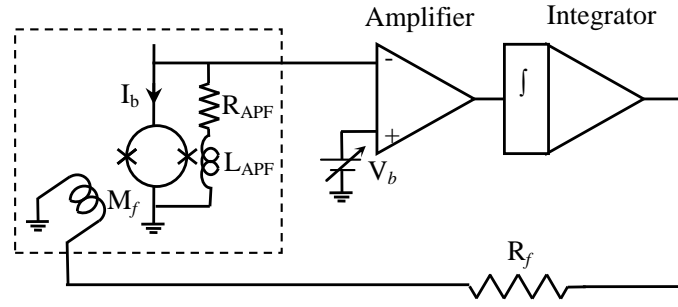 Amplifier
Integrator
I_b
R_APF
L_APF
M_f
-
+
V_b
∫
R_f